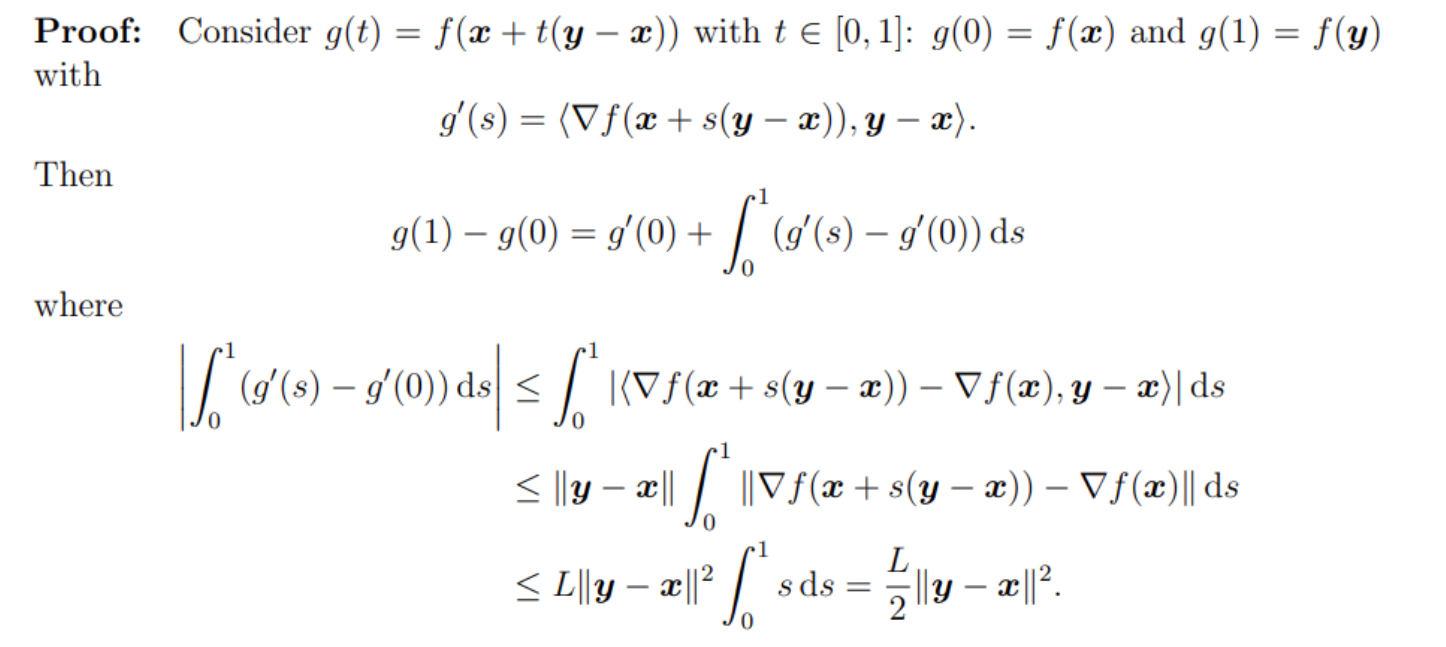 Proof: Consider g(t) = f(x + t(y − x)) with t ∈ [0, 1]: g(0) = f(x) and g(1) = f(y)
with
g′(s) = ⟨∇f(x + s(y − x)), y − x⟩.
Then
g(1) − g(0) = g′(0) + ∫₀¹ (g′(s) − g′(0)) ds
where
|∫₀¹ (g′(s) − g′(0)) ds| ≤ ∫₀¹ |⟨∇f(x + s(y − x)) − ∇f(x), y − x⟩| ds
≤ ‖y − x‖ ∫₀¹ ‖∇f(x + s(y − x)) − ∇f(x)‖ ds
≤ L‖y − x‖² ∫₀¹ s ds = L/2 ‖y − x‖².